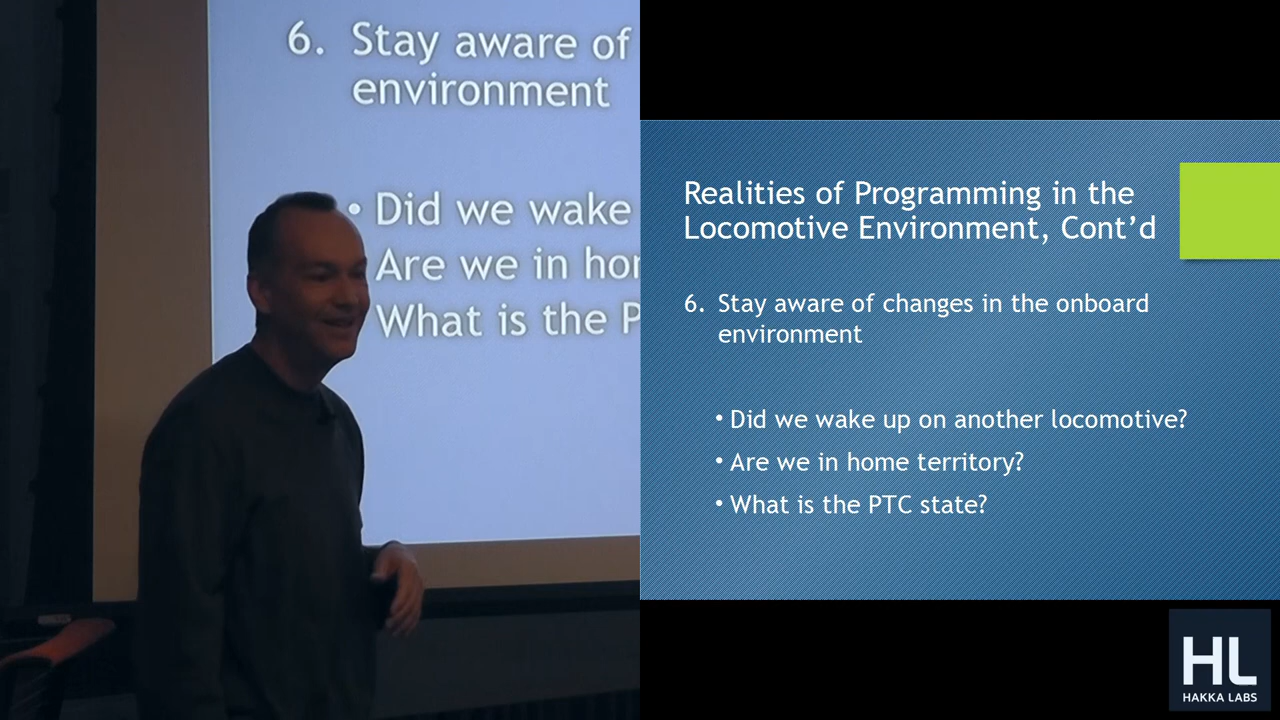 6. Stay aware of
environment
• Did we wake
Are we in hor
What is the P
Realities of Programming in the
Locomotive Environment, Cont’d
6. Stay aware of changes in the onboard
environment
• Did we wake up on another locomotive?
• Are we in home territory?
• What is the PTC state?
HL
HAKKA LABS